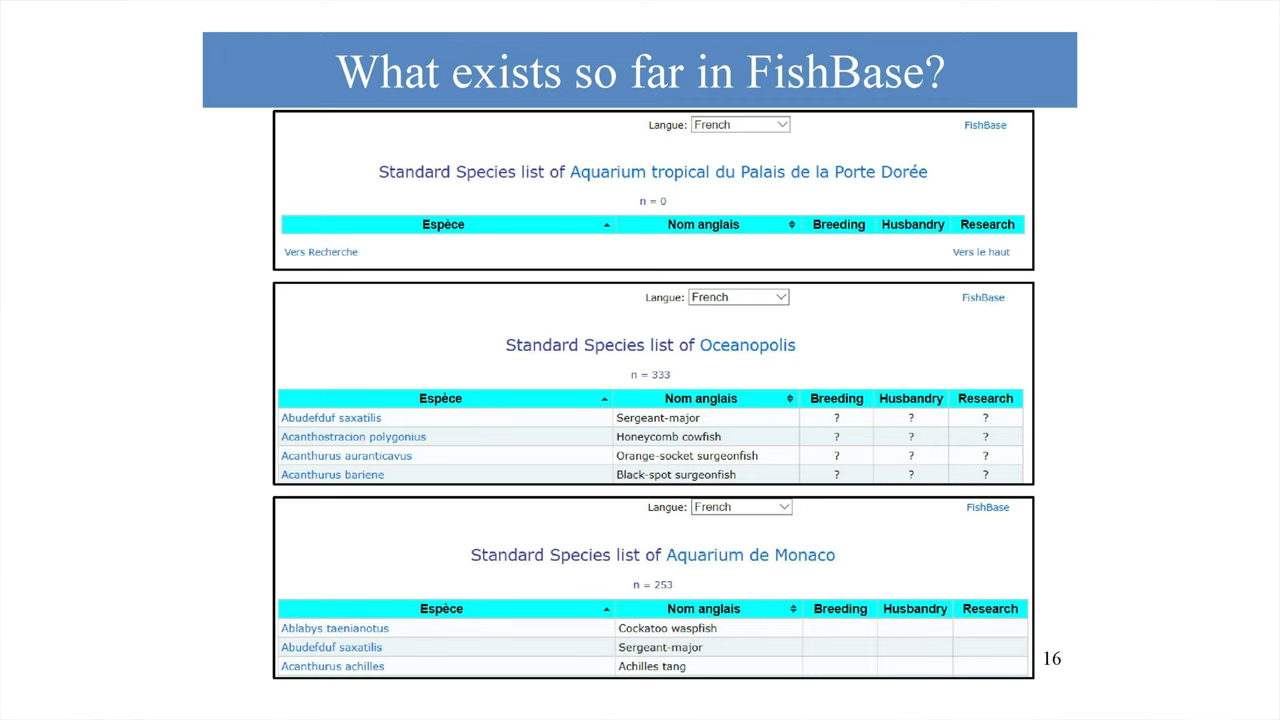 What exists so far in FishBase?
Langue: French FishBase
Standard Species list of Aquarium tropical du Palais de la Porte Dorée
n = 0
Espèce Nom anglais Breeding Husbandry Research
Vers Recherche Vers le haut
Langue: French FishBase
Standard Species list of Oceanopolis
n = 333
Espèce Nom anglais Breeding Husbandry Research
Abudefduf saxatilis Sergeant-major ? ? ?
Acanthostracion polygonius Honeycomb cowfish ? ? ?
Acanthurus auranticavus Orange-socket surgeonfish ? ? ?
Acanthurus bariene Black-spot surgeonfish ? ? ?
Langue: French FishBase
Standard Species list of Aquarium de Monaco
n = 253
Espèce Nom anglais Breeding Husbandry Research
Ablabys taenianotus Cockatoo waspfish
Abudefduf saxatilis Sergeant-major
Acanthurus achilles Achilles tang
16